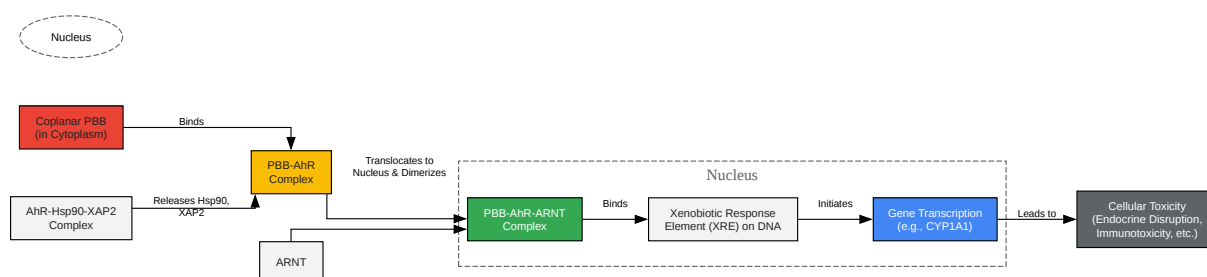 Nucleus
Coplanar PBB
(in Cytoplasm)
Binds
PBB-AhR
Complex
AhR-Hsp90-XAP2
Complex
Releases Hsp90,
XAP2
Translocates to
Nucleus & Dimerizes
ARNT
Nucleus
PBB-AhR-ARNT
Complex
Binds
Xenobiotic Response
Element (XRE) on DNA
Initiates
Gene Transcription
(e.g., CYP1A1)
Leads to
Cellular Toxicity
(Endocrine Disruption,
Immunotoxicity, etc.)